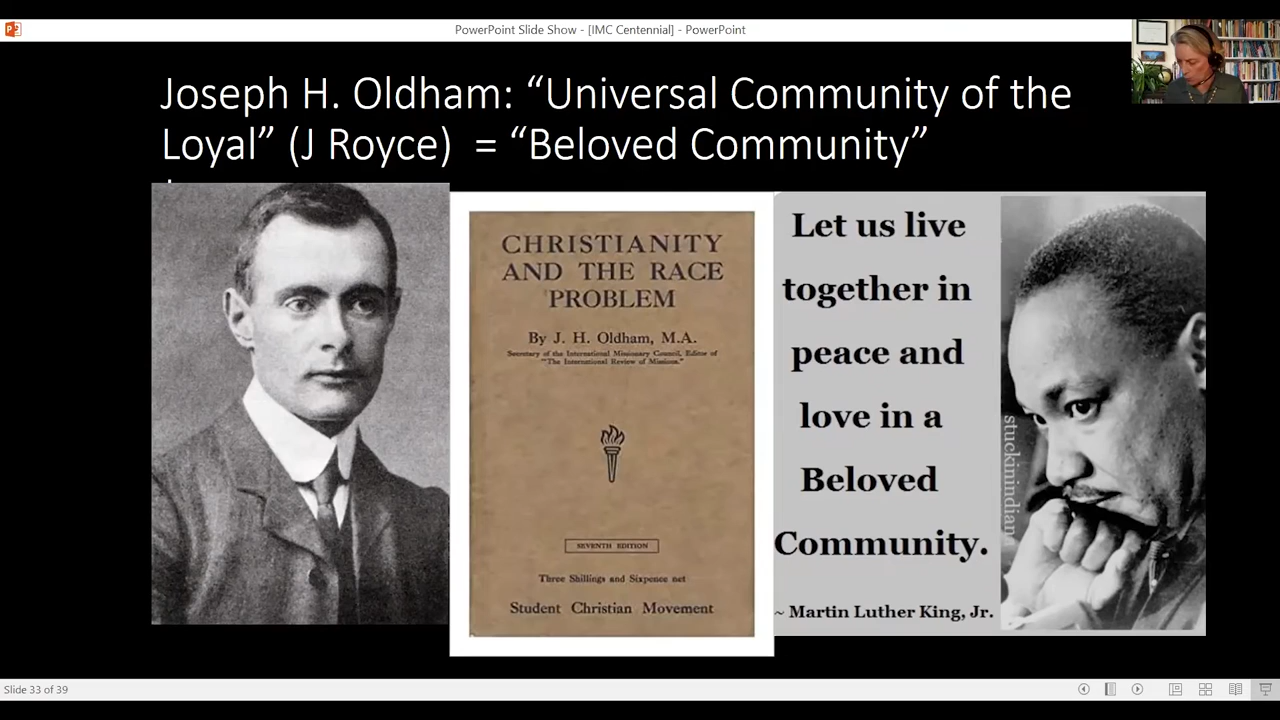 PowerPoint Slide Show - [IMC Centennial] - PowerPoint
Joseph H. Oldham: “Universal Community of the
Loyal” (J Royce) = “Beloved Community”
CHRISTIANITY
AND THE RACE
PROBLEM
By J. H. Oldham, M.A.
Secretary of the International Missionary Council, Editor of
"The International Review of Missions."
SEVENTH EDITION
Three Shillings and Sixpence net
Student Christian Movement
Let us live
together in
peace and
love in a
Beloved
Community.
~ Martin Luther King, Jr.
stuckinindian
Slide 33 of 39